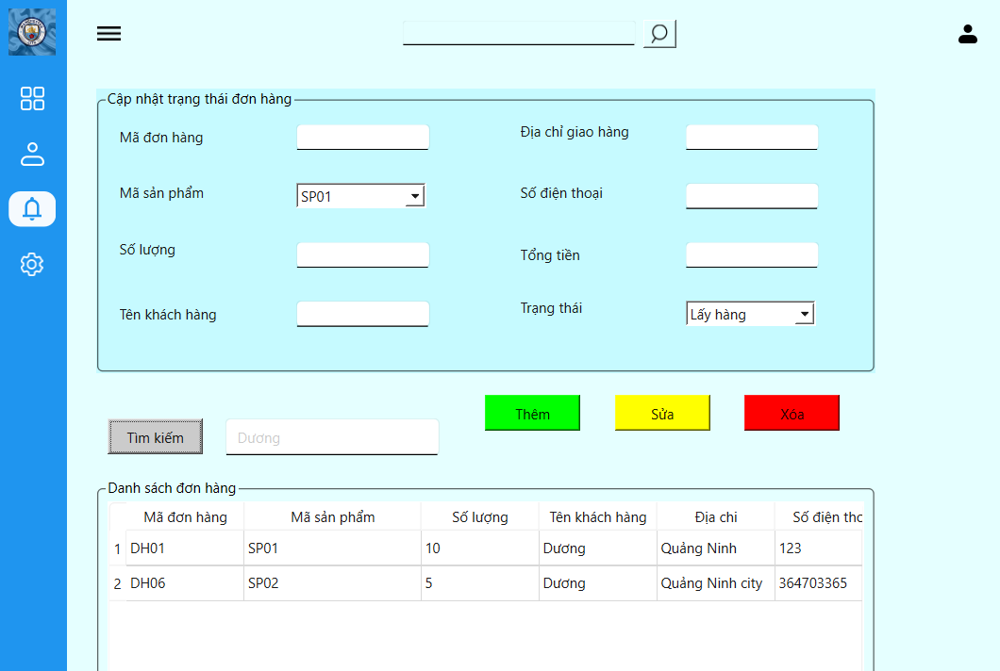 Cập nhật trạng thái đơn hàng
Mã đơn hàng
Địa chỉ giao hàng
Mã sản phẩm
SP01
Số điện thoại
Số lượng
Tổng tiền
Tên khách hàng
Trạng thái
Lấy hàng
Thêm
Sửa
Xóa
Tìm kiếm
Dương
Danh sách đơn hàng
Mã đơn hàng Mã sản phẩm Số lượng Tên khách hàng Địa chi Số điện tho
1 DH01 SP01 10 Dương Quảng Ninh 123
2 DH06 SP02 5 Dương Quảng Ninh city 364703365